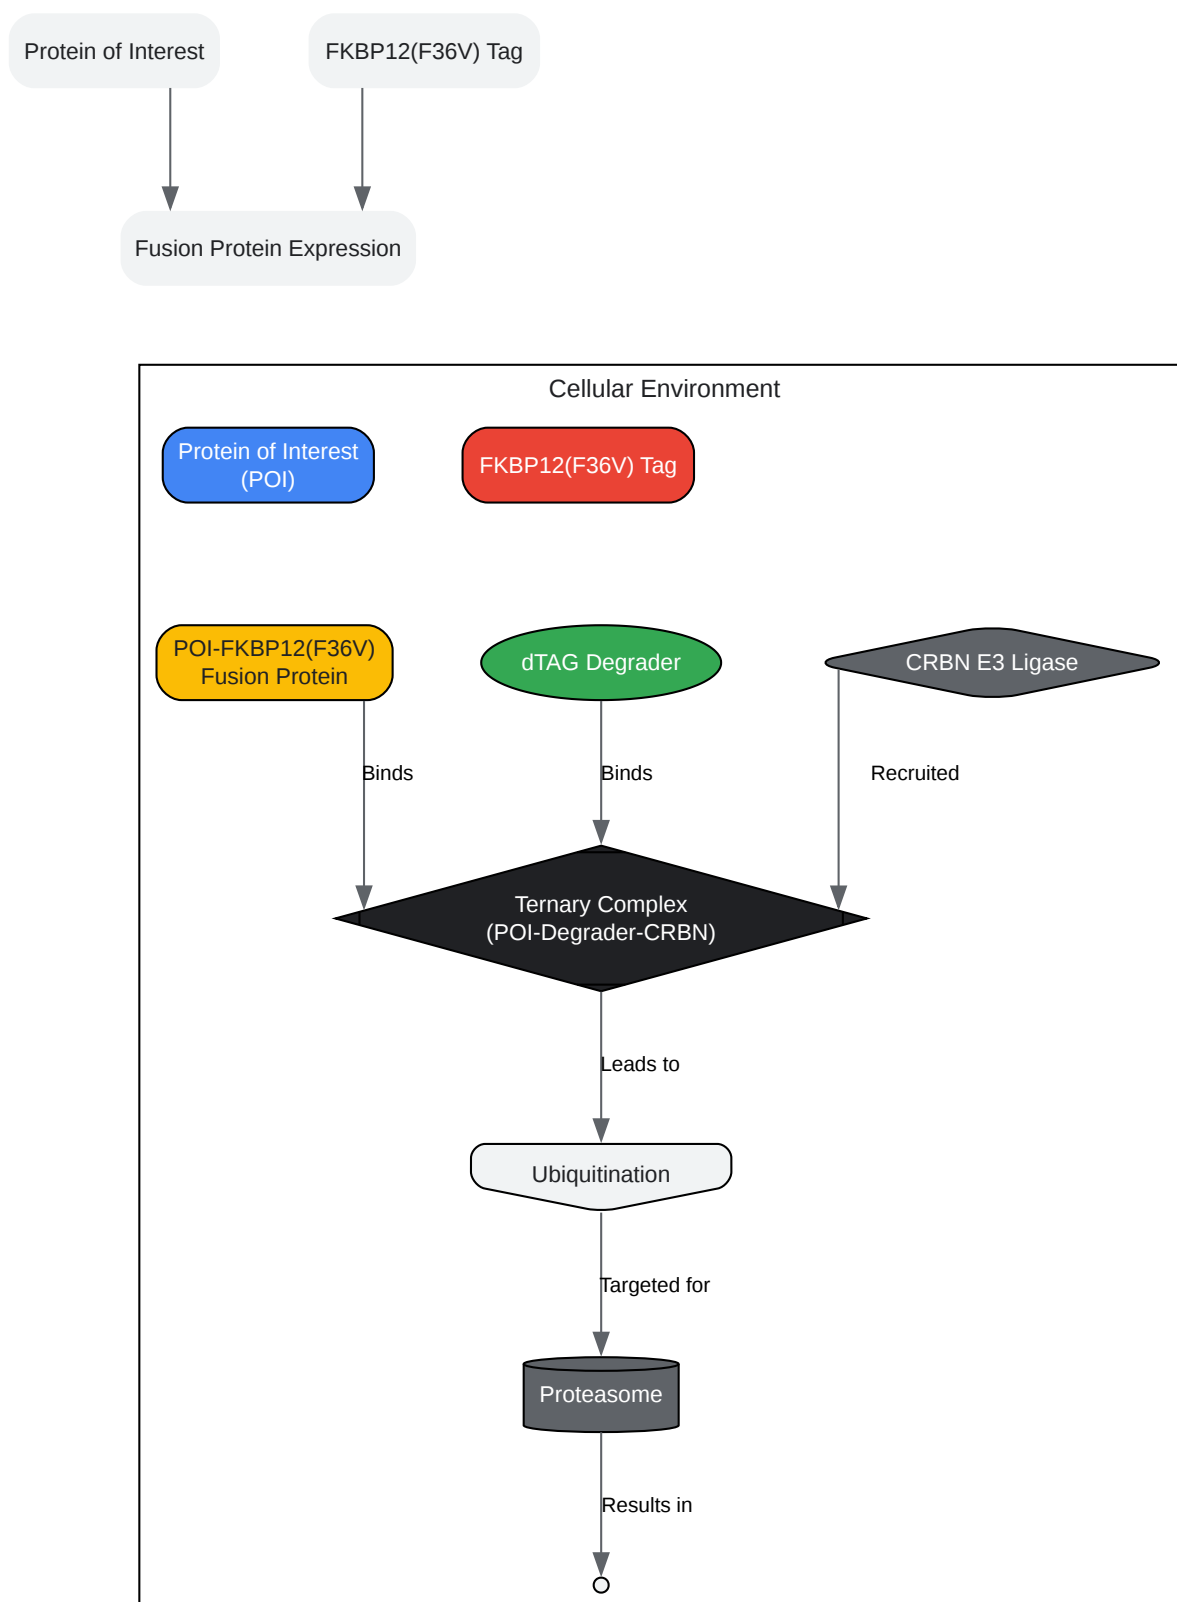 Protein of Interest
FKBP12(F36V) Tag
Fusion Protein Expression
Cellular Environment
Protein of Interest
(POI)
FKBP12(F36V) Tag
POI-FKBP12(F36V)
Fusion Protein
dTAG Degrader
CRBN E3 Ligase
Binds
Binds
Recruited
Ternary Complex
(POI-Degrader-CRBN)
Leads to
Ubiquitination
Targeted for
Proteasome
Results in